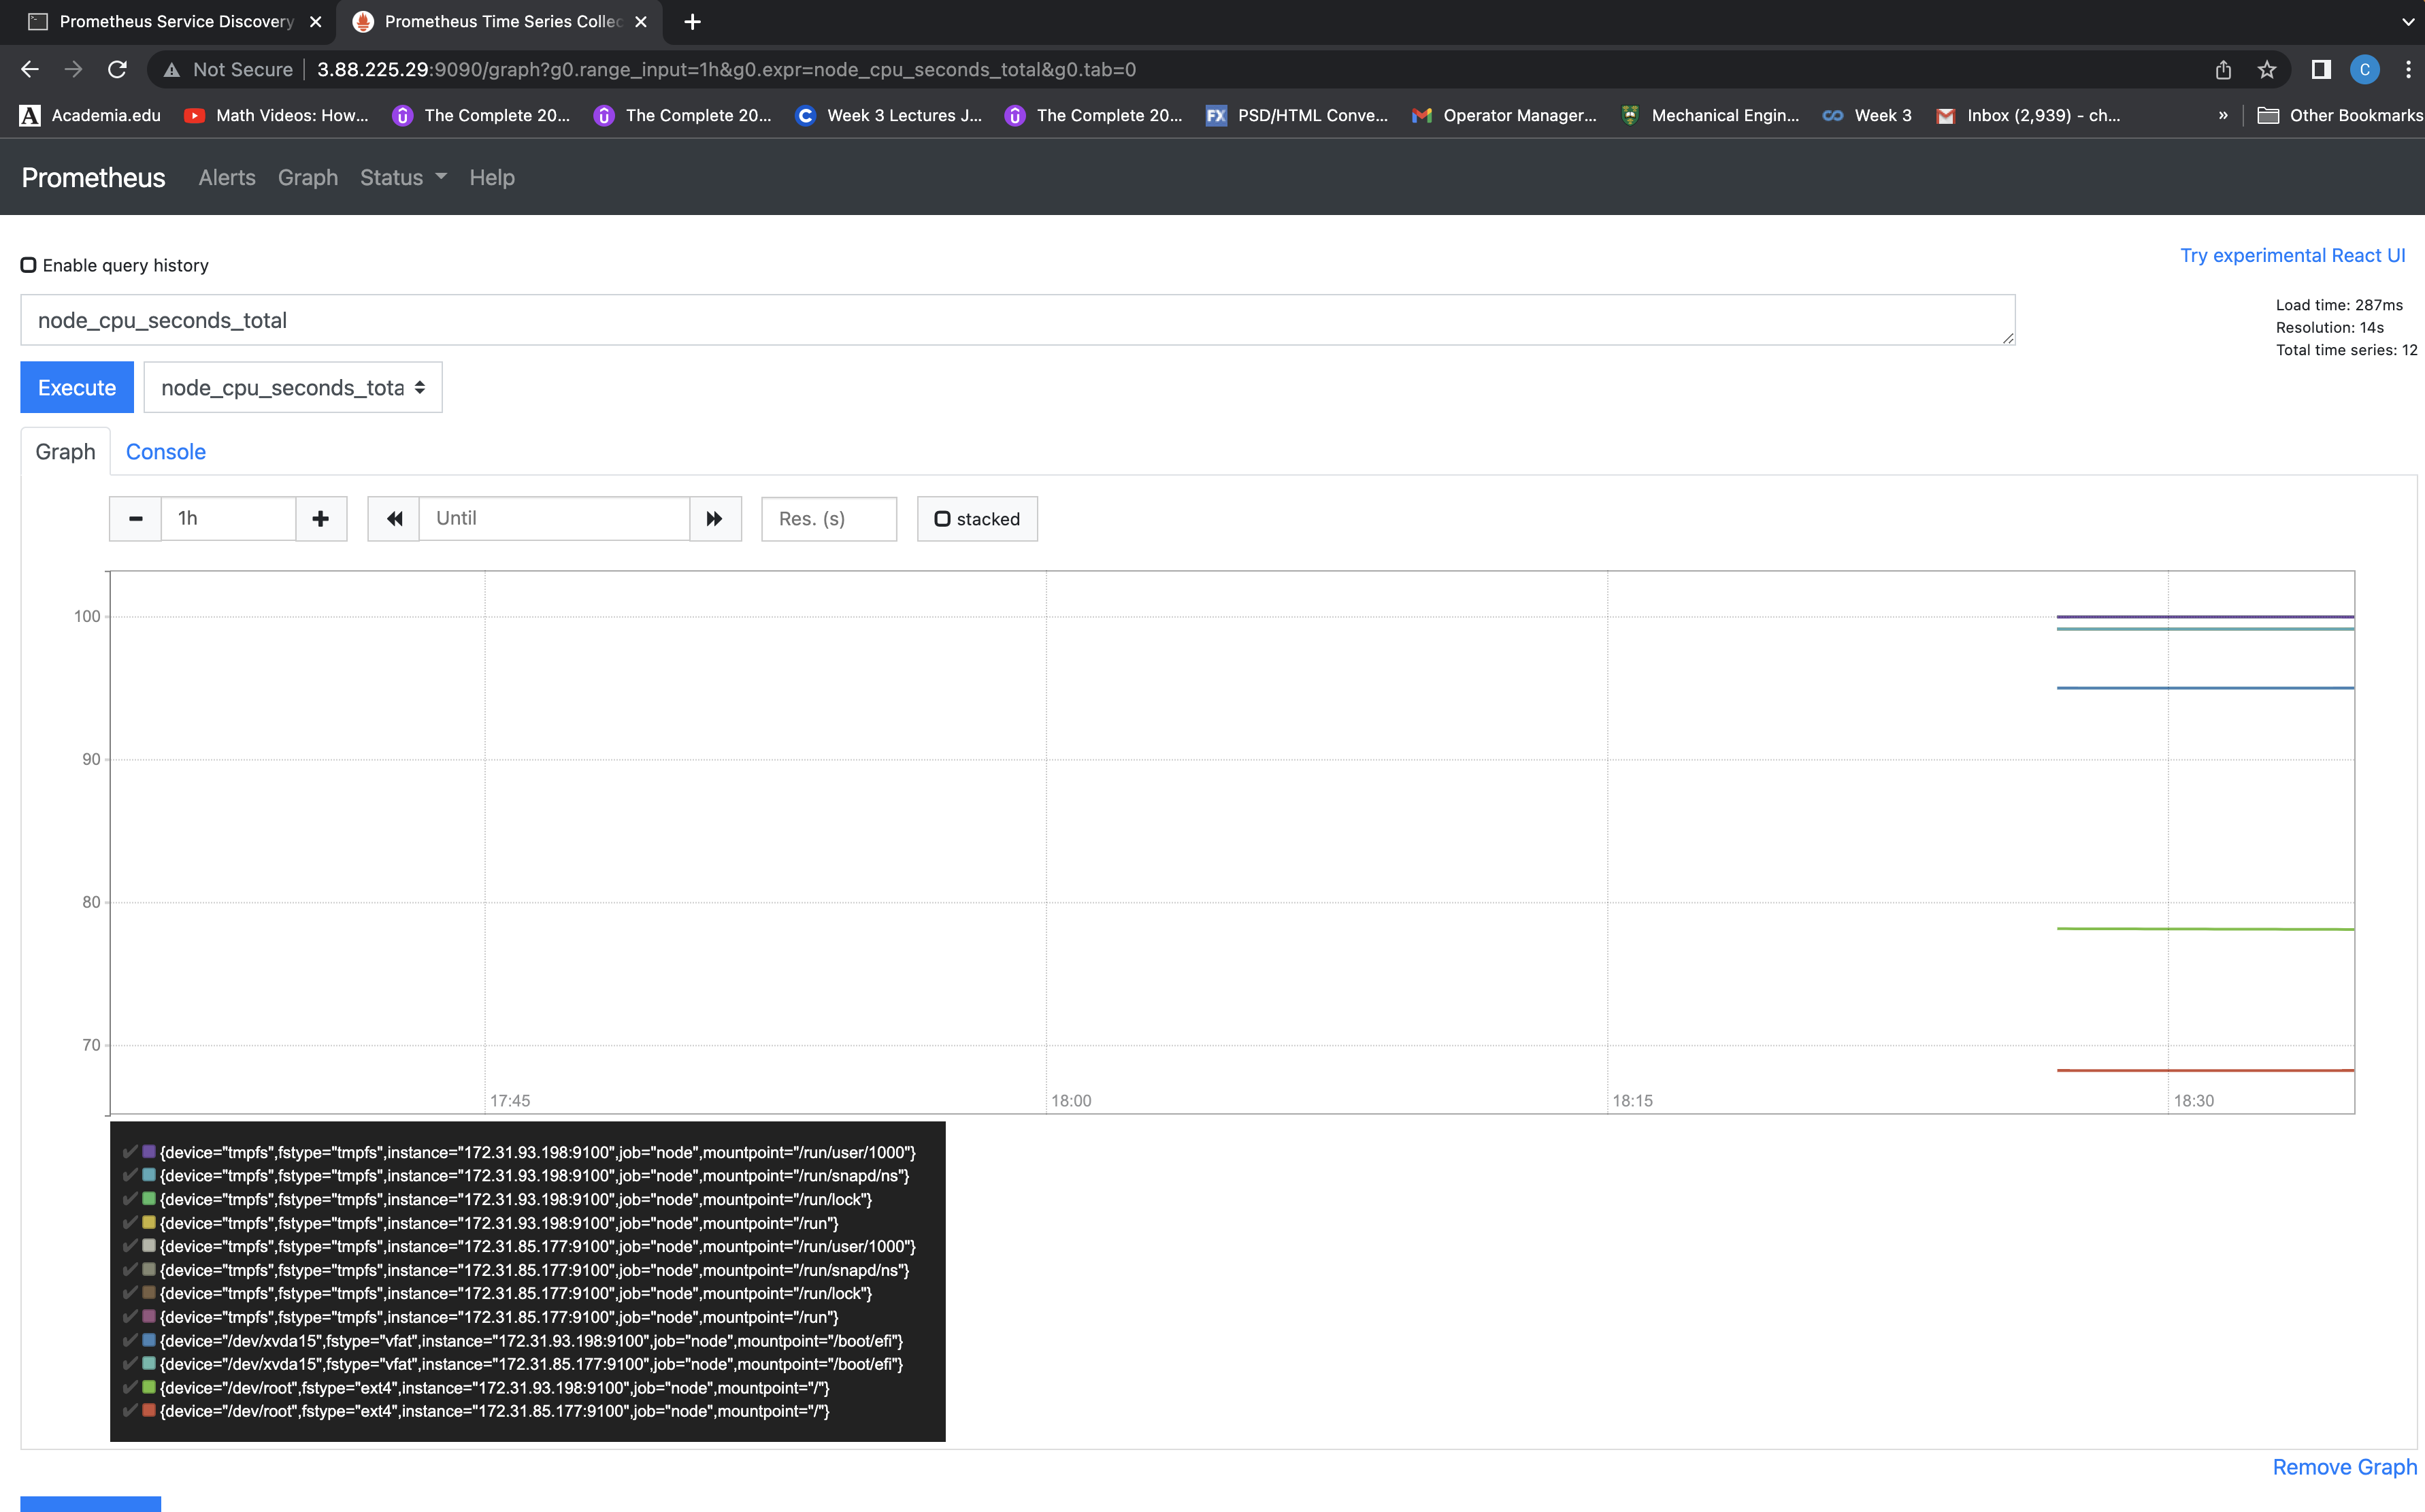 Prometheus Service Discovery
Prometheus Time Series Collec
Not Secure
3.88.225.29:9090/graph?g0.range_input=1h&g0.expr=node_cpu_seconds_total&g0.tab=0
C
Academia.edu
Math Videos: How...
The Complete 20...
The Complete 20...
Week 3 Lectures J...
The Complete 20...
PSD/HTML Conve...
Operator Manager...
Mechanical Engin...
Week 3
Inbox (2,939) - ch...
»
Other Bookmarks
Prometheus
Alerts
Graph
Status
Help
Enable query history
Try experimental React UI
node_cpu_seconds_total
Load time: 287ms
Resolution: 14s
Total time series: 12
Execute
node_cpu_seconds_tota
Graph
Console
1h
Until
Res. (s)
stacked
100
90
80
70
17:45
18:00
18:15
18:30
{device="tmpfs",fstype="tmpfs",instance="172.31.93.198:9100",job="node",mountpoint="/run/user/1000"}
{device="tmpfs",fstype="tmpfs",instance="172.31.93.198:9100",job="node",mountpoint="/run/snapd/ns"}
{device="tmpfs",fstype="tmpfs",instance="172.31.93.198:9100",job="node",mountpoint="/run/lock"}
{device="tmpfs",fstype="tmpfs",instance="172.31.93.198:9100",job="node",mountpoint="/run"}
{device="tmpfs",fstype="tmpfs",instance="172.31.85.177:9100",job="node",mountpoint="/run/user/1000"}
{device="tmpfs",fstype="tmpfs",instance="172.31.85.177:9100",job="node",mountpoint="/run/snapd/ns"}
{device="tmpfs",fstype="tmpfs",instance="172.31.85.177:9100",job="node",mountpoint="/run/lock"}
{device="tmpfs",fstype="tmpfs",instance="172.31.85.177:9100",job="node",mountpoint="/run"}
{device="/dev/xvda15",fstype="vfat",instance="172.31.93.198:9100",job="node",mountpoint="/boot/efi"}
{device="/dev/xvda15",fstype="vfat",instance="172.31.85.177:9100",job="node",mountpoint="/boot/efi"}
{device="/dev/root",fstype="ext4",instance="172.31.93.198:9100",job="node",mountpoint="/"}
{device="/dev/root",fstype="ext4",instance="172.31.85.177:9100",job="node",mountpoint="/"}
Remove Graph